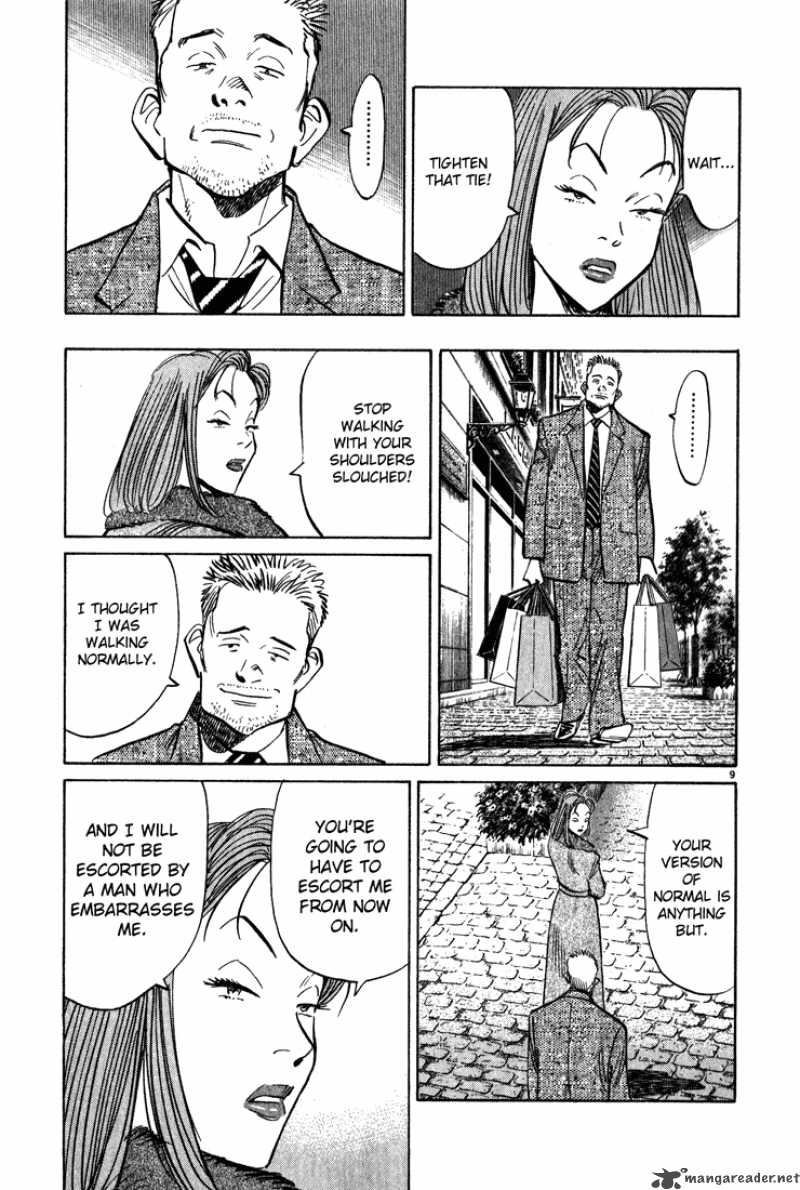 WAIT...
TIGHTEN
THAT TIE!
........
........
STOP
WALKING
WITH YOUR
SHOULDERS
SLOUCHED!
I THOUGHT
I WAS
WALKING
NORMALLY.
9
YOUR
VERSION
OF
NORMAL IS
ANYTHING
BUT.
YOU'RE
GOING TO
HAVE TO
ESCORT ME
FROM NOW
ON.
AND I WILL
NOT BE
ESCORTED BY
A MAN WHO
EMBARRASSES
ME.
mangareader.net